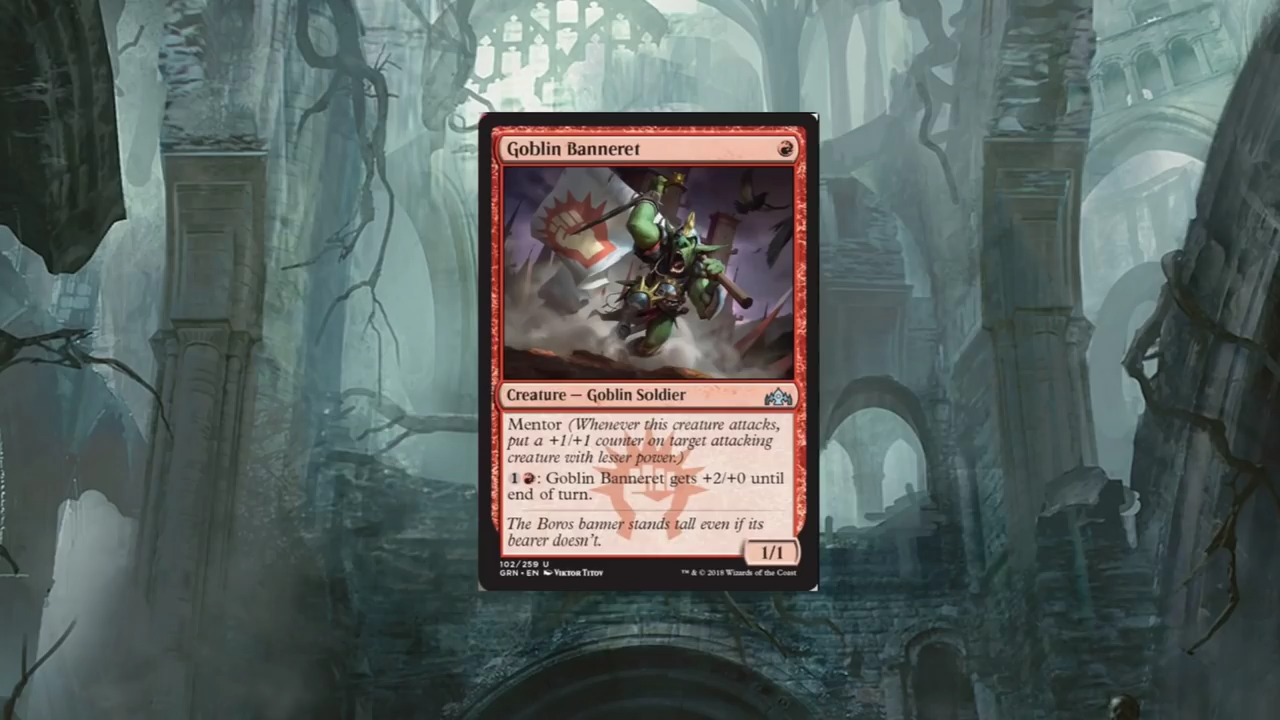 Goblin Banneret
Creature — Goblin Soldier
Mentor (Whenever this creature attacks,
put a +1/+1 counter on target attacking
creature with lesser power.)
1 : Goblin Banneret gets +2/+0 until
end of turn.
The Boros banner stands tall even if its
bearer doesn't.
1/1
102/259 U
GRN • EN Viktor Titov
™ & © 2018 Wizards of the Coast